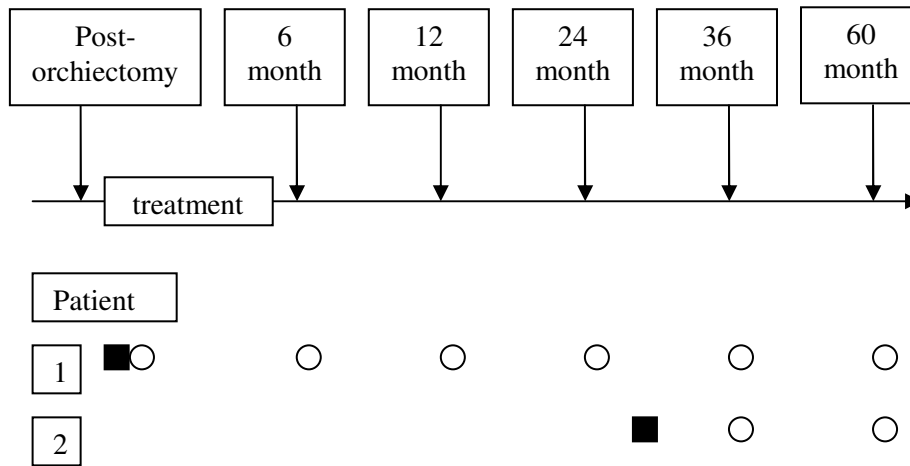 Post-
orchiectomy
6
month
12
month
24
month
36
month
60
month
treatment
Patient
1
2